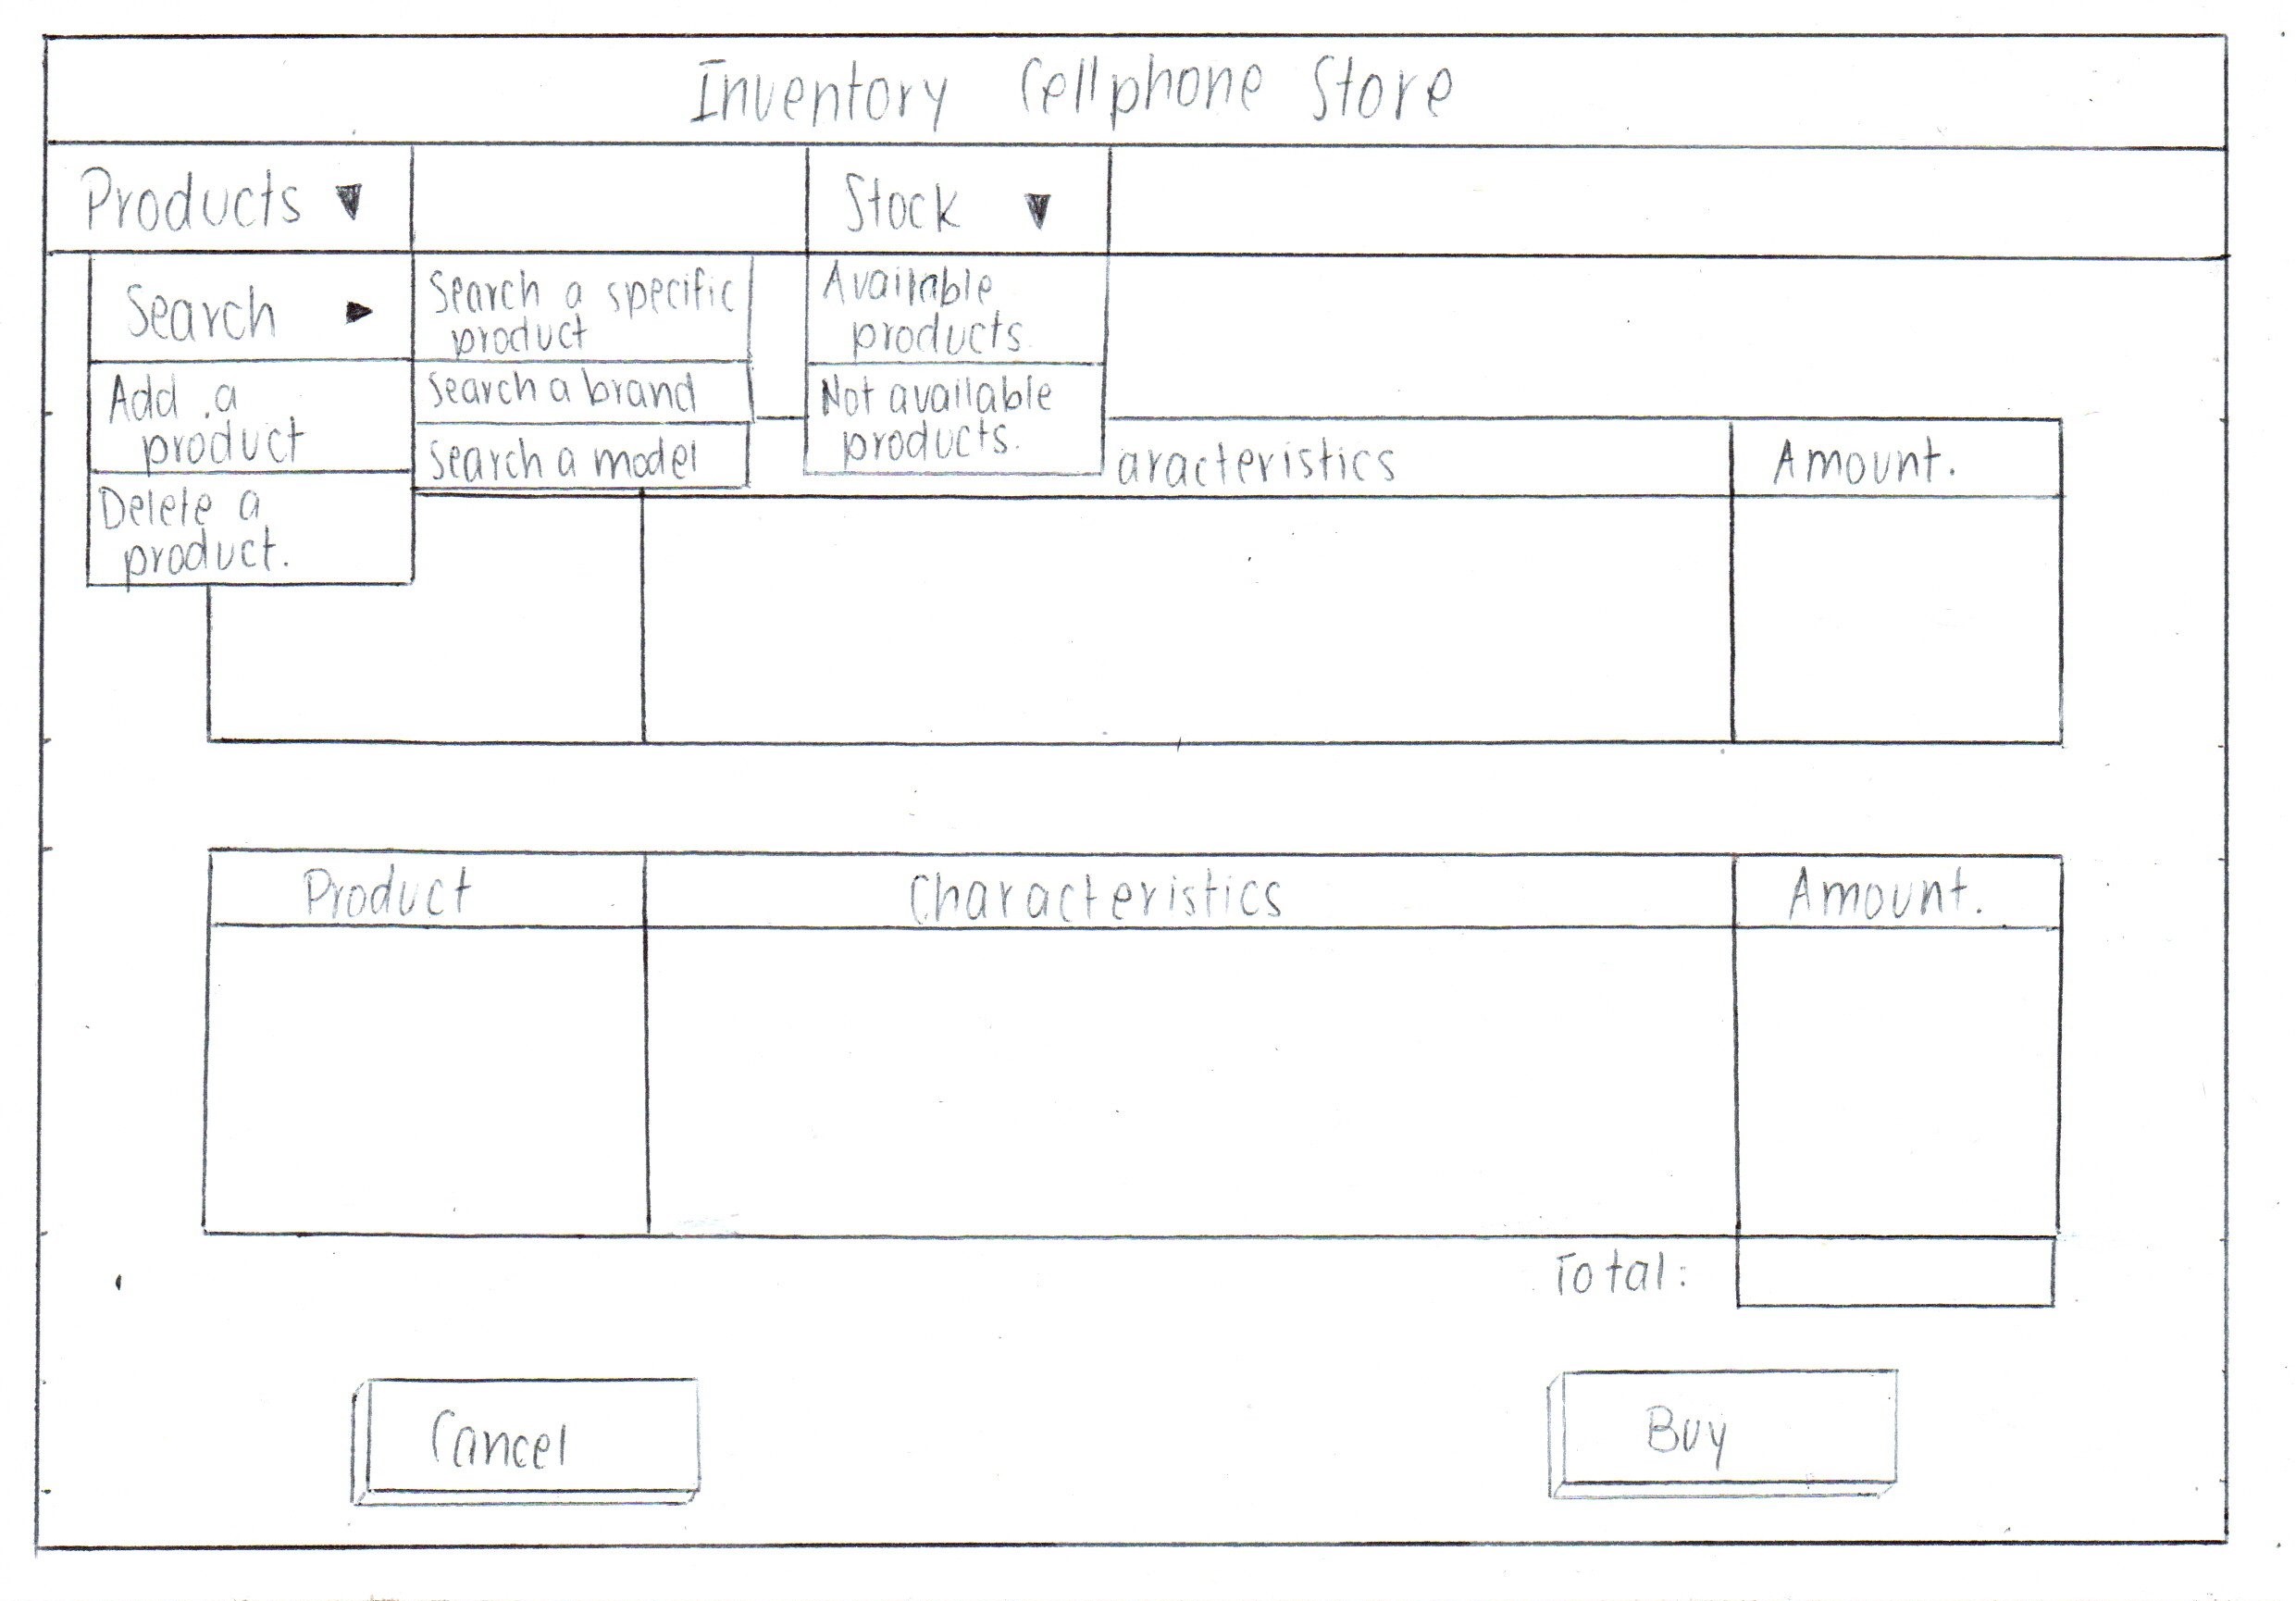 Inventory Cellphone Store
Products Stock
Search
Search a specific
product
Search a brand
Search a model
Add a
product
Delete a
product.
Available
products.
Not available
products.
aracteristics Amount.
Product Characteristics Amount.
Total:
Cancel Buy